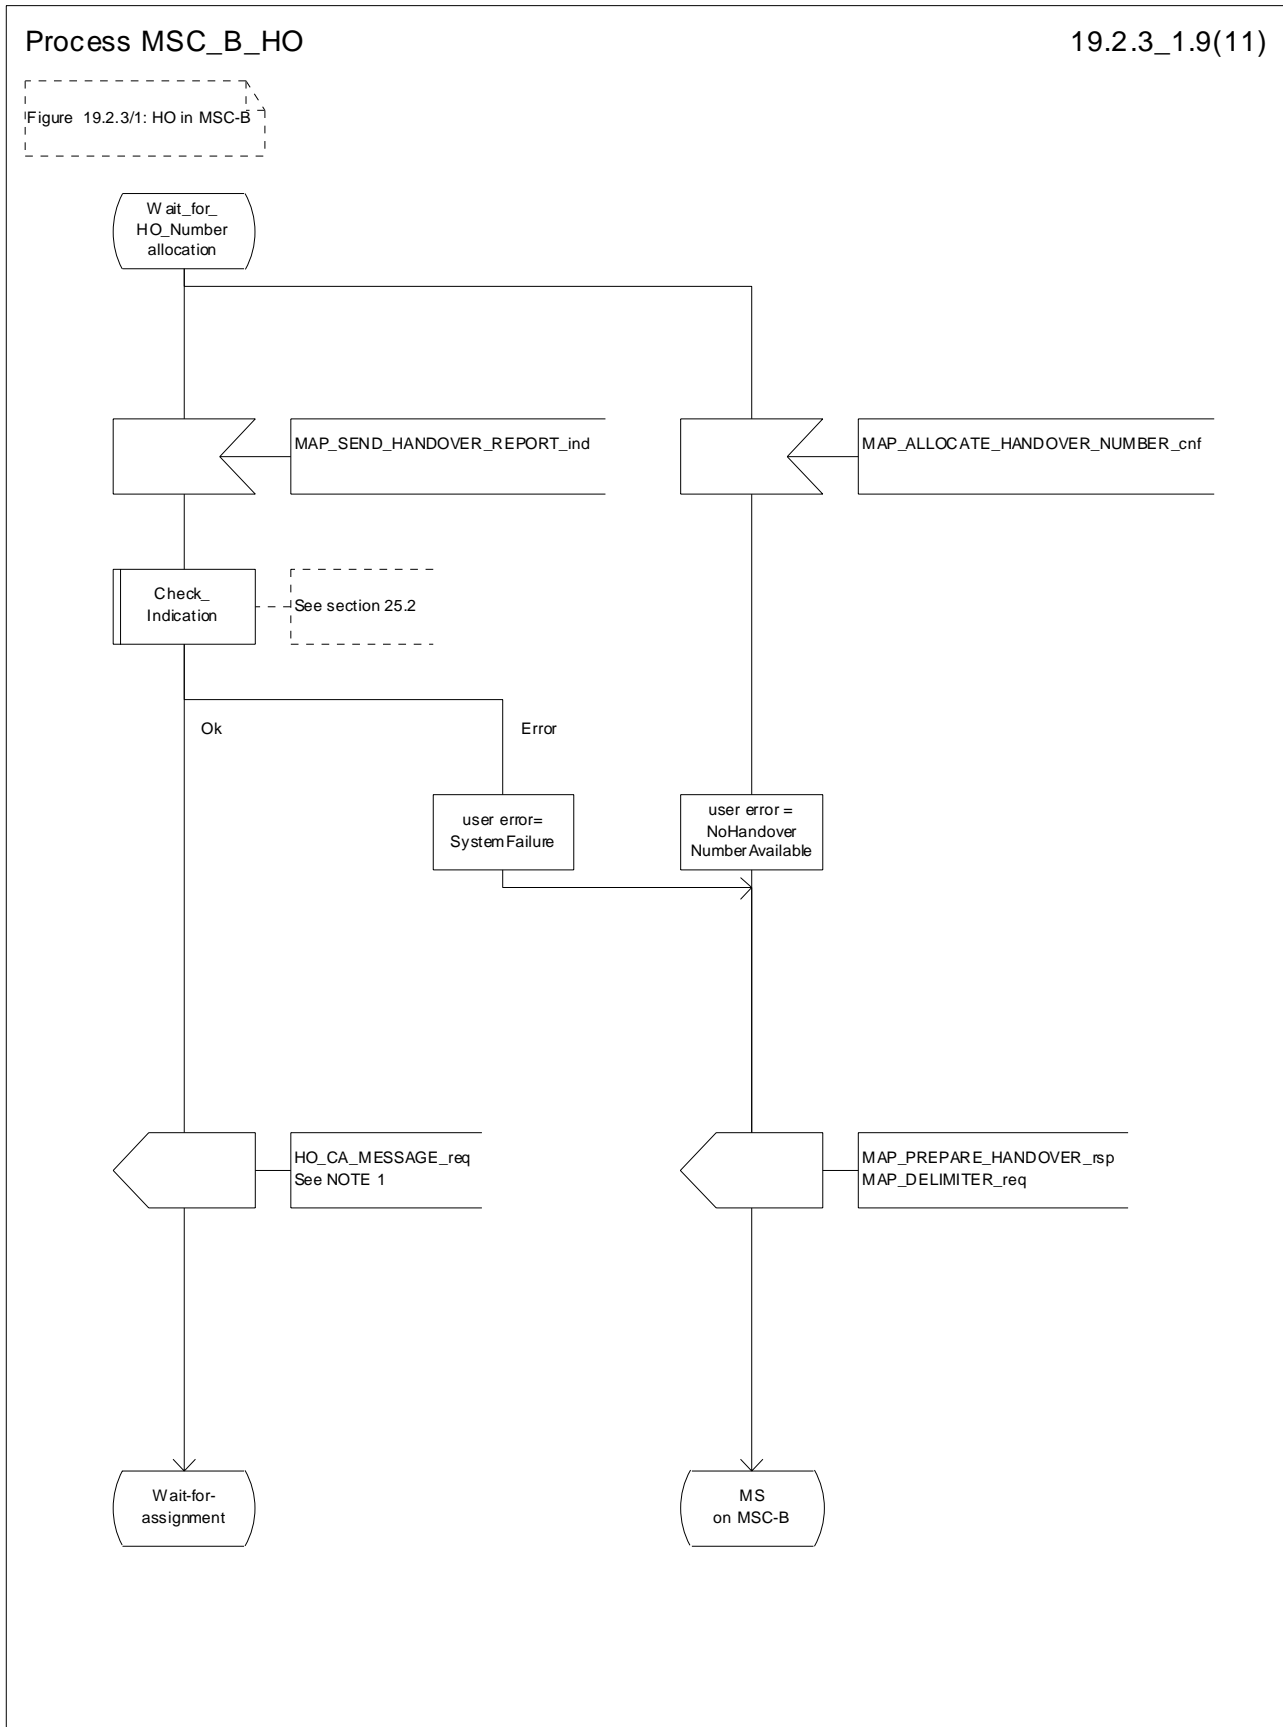 Process MSC_B_HO
19.2.3_1.9(11)
Figure 19.2.3/1: HO in MSC-B
Wait_for_
HO_Number
allocation
MAP_SEND_HANDOVER_REPORT_ind
MAP_ALLOCATE_HANDOVER_NUMBER_cnf
Check_
Indication
See section 25.2
Ok
Error
user error=
SystemFailure
user error =
NoHandover
NumberAvailable
HO_CA_MESSAGE_req
See NOTE 1
MAP_PREPARE_HANDOVER_rsp
MAP_DELIMITER_req
Wait-for-
assignment
MS
on MSC-B